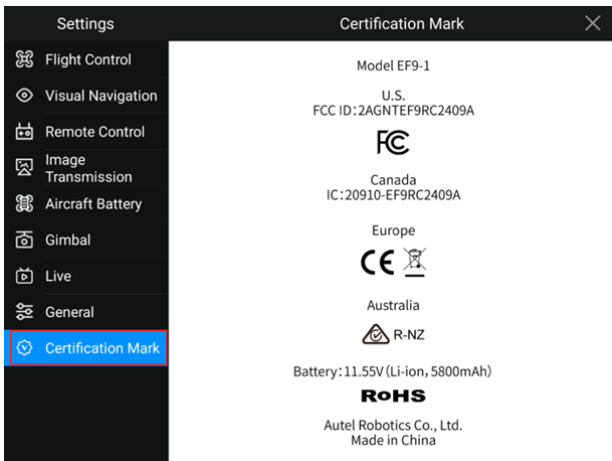 Settings
Flight Control
Visual Navigation
Remote Control
Image
Transmission
Aircraft Battery
Gimbal
Live
General
Certification Mark
Certification Mark
Model EF9-1
U.S.
FCC ID:2AGNTEF9RC2409A
FC
Canada
IC:20910-EF9RC2409A
Europe
CE
Australia
R-NZ
Battery:11.55V(Li-ion, 5800mAh)
RoHS
Autel Robotics Co., Ltd.
Made in China